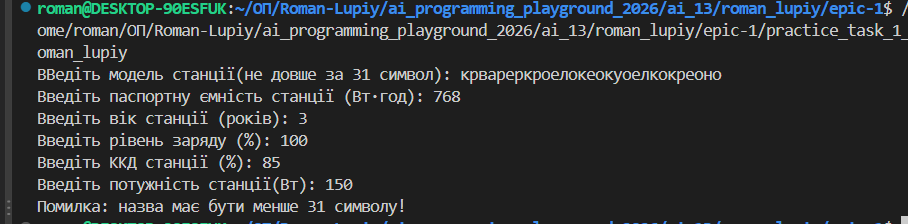 roman@DESKTOP-90ESFUK:~/ОП/Roman-Lupiy/ai_programming_playground_2026/ai_13/roman_lupiy/epic-1$ /
ome/roman/ОП/Roman-Lupiy/ai_programming_playground_2026/ai_13/roman_lupiy/epic-1/practice_task_1_
oman_lupiy
ВВедіть модель станції(не довше за 31 символ): крвареркроелокеокуоелкокреоно
Введіть паспортну ємність станції (Вт·год): 768
Введіть вік станції (років): 3
Введіть рівень заряду (%): 100
Введіть ККД станції (%): 85
Введіть потужність станції(Вт): 150
Помилка: назва має бути менше 31 символу!